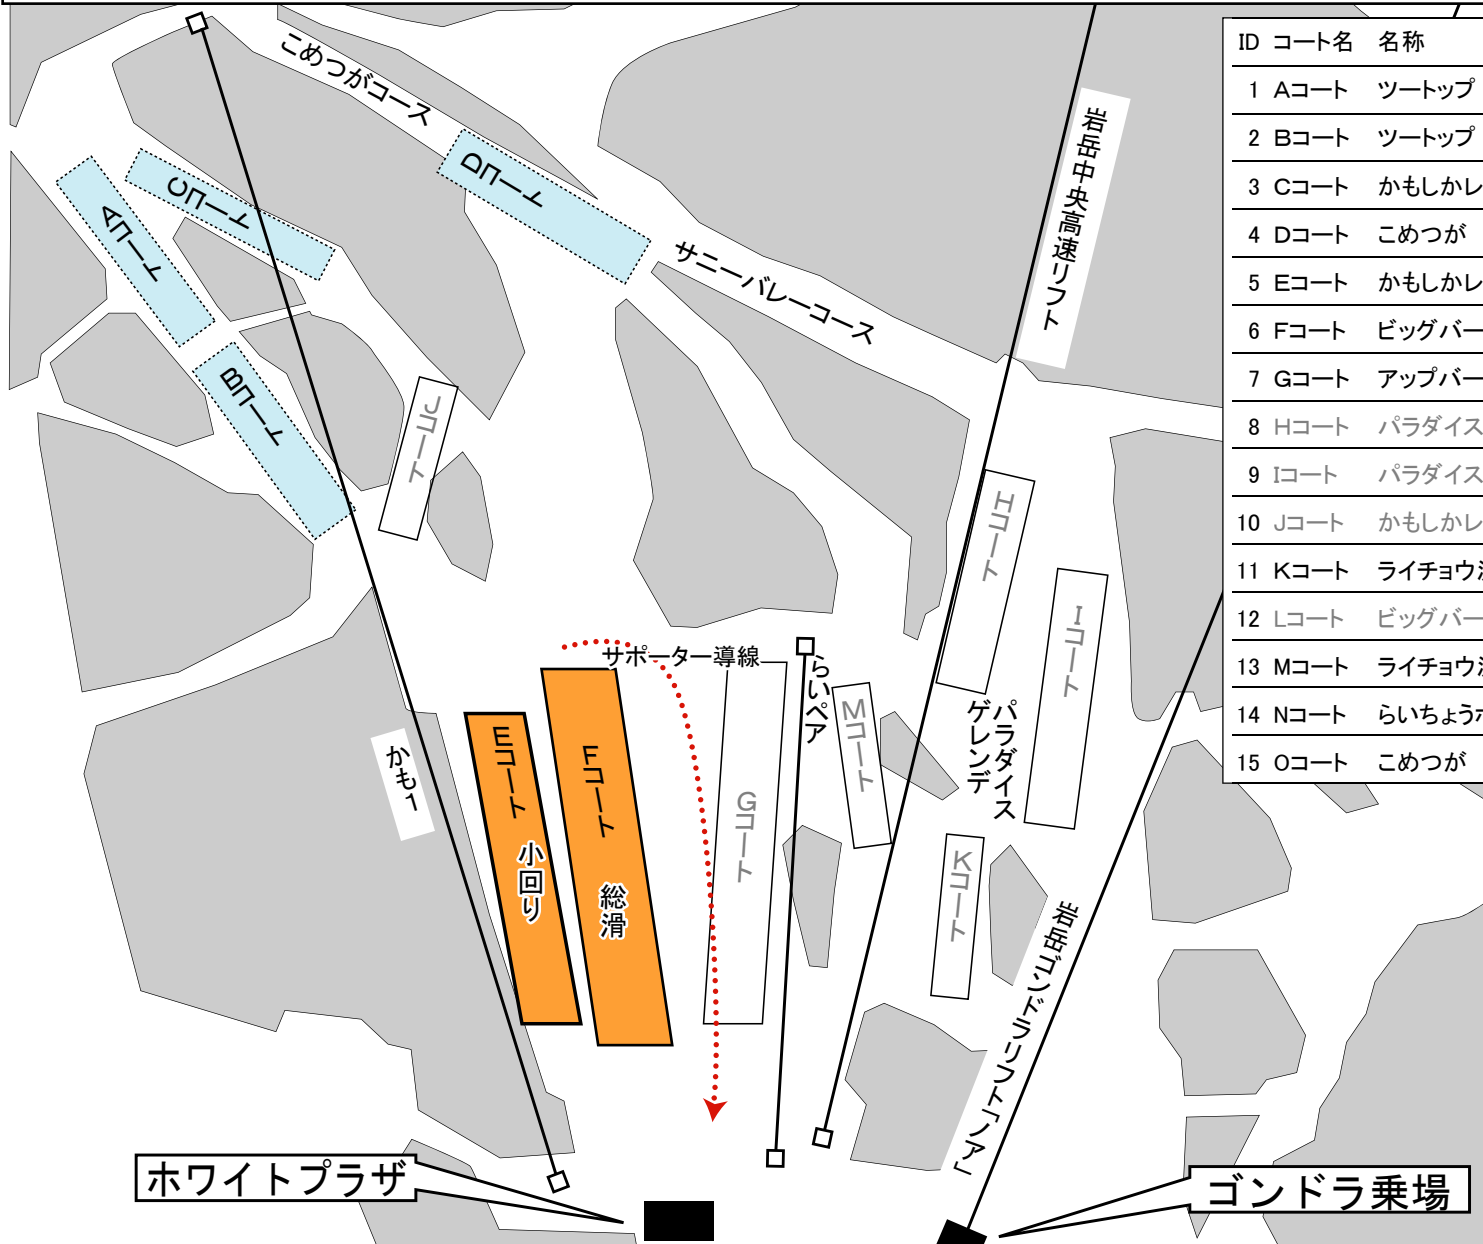 こめつがコース
Aコート
Cコート
Dコート
Bコート
サニーバレーコース
岩岳中央高速リフト
Jコート
Hコート
Iコート
サポーター導線
らいペア
Mコート
パラダイス
ゲレンデ
かも1
Eコート 小回り
Fコート 総滑
Gコート
Kコート
岩岳ゴンドラリフト「ノア」
ホワイトプラザ
ゴンドラ乗場
ID コート名 名称
1 Aコート ツートップ
2 Bコート ツートップ
3 Cコート かもしかレ
4 Dコート こめつが
5 Eコート かもしかレ
6 Fコート ビッグバー
7 Gコート アップバー
8 Hコート パラダイス
9 Iコート パラダイス
10 Jコート かもしかレ
11 Kコート ライチョウ
12 Lコート ビッグバー
13 Mコート ライチョウ
14 Nコート らいちょう
15 Oコート こめつが